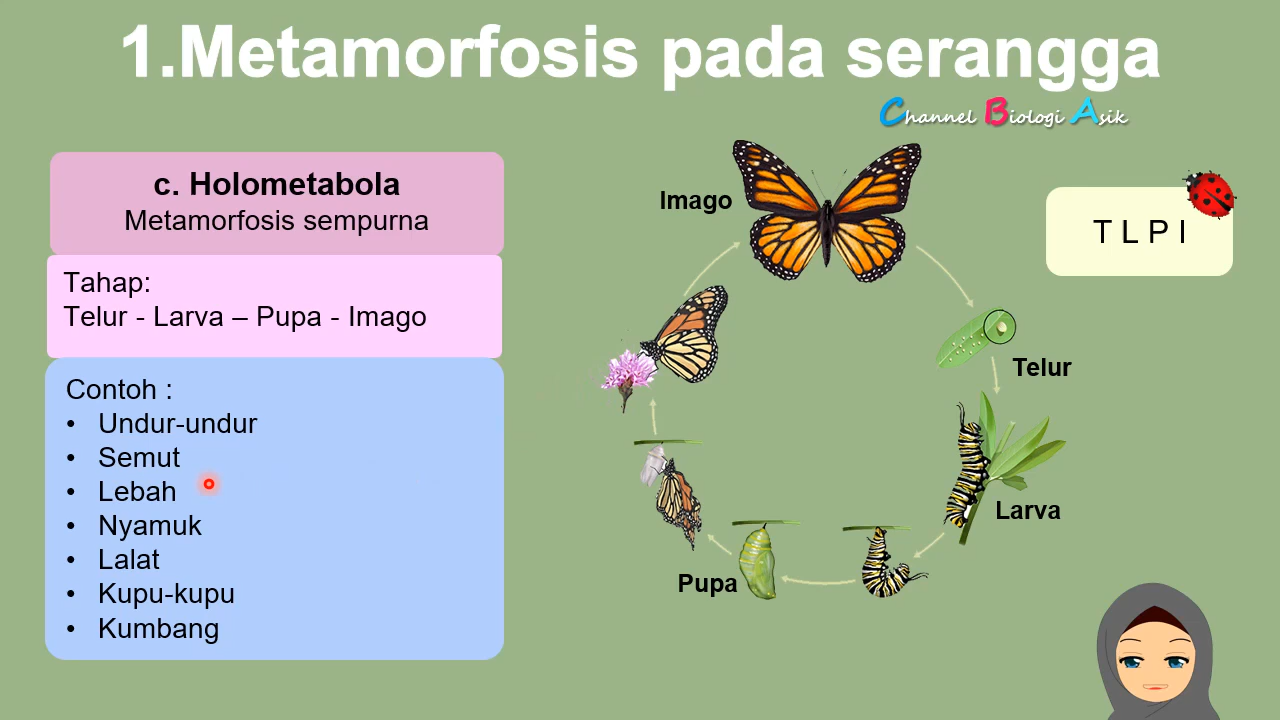 1.Metamorfosis pada serangga
Channel Biologi Asik
c. Holometabola
Metamorfosis sempurna
Tahap:
Telur - Larva – Pupa - Imago
Contoh :
• Undur-undur
• Semut
• Lebah
• Nyamuk
• Lalat
• Kupu-kupu
• Kumbang
Imago
Telur
Larva
Pupa
T L P I